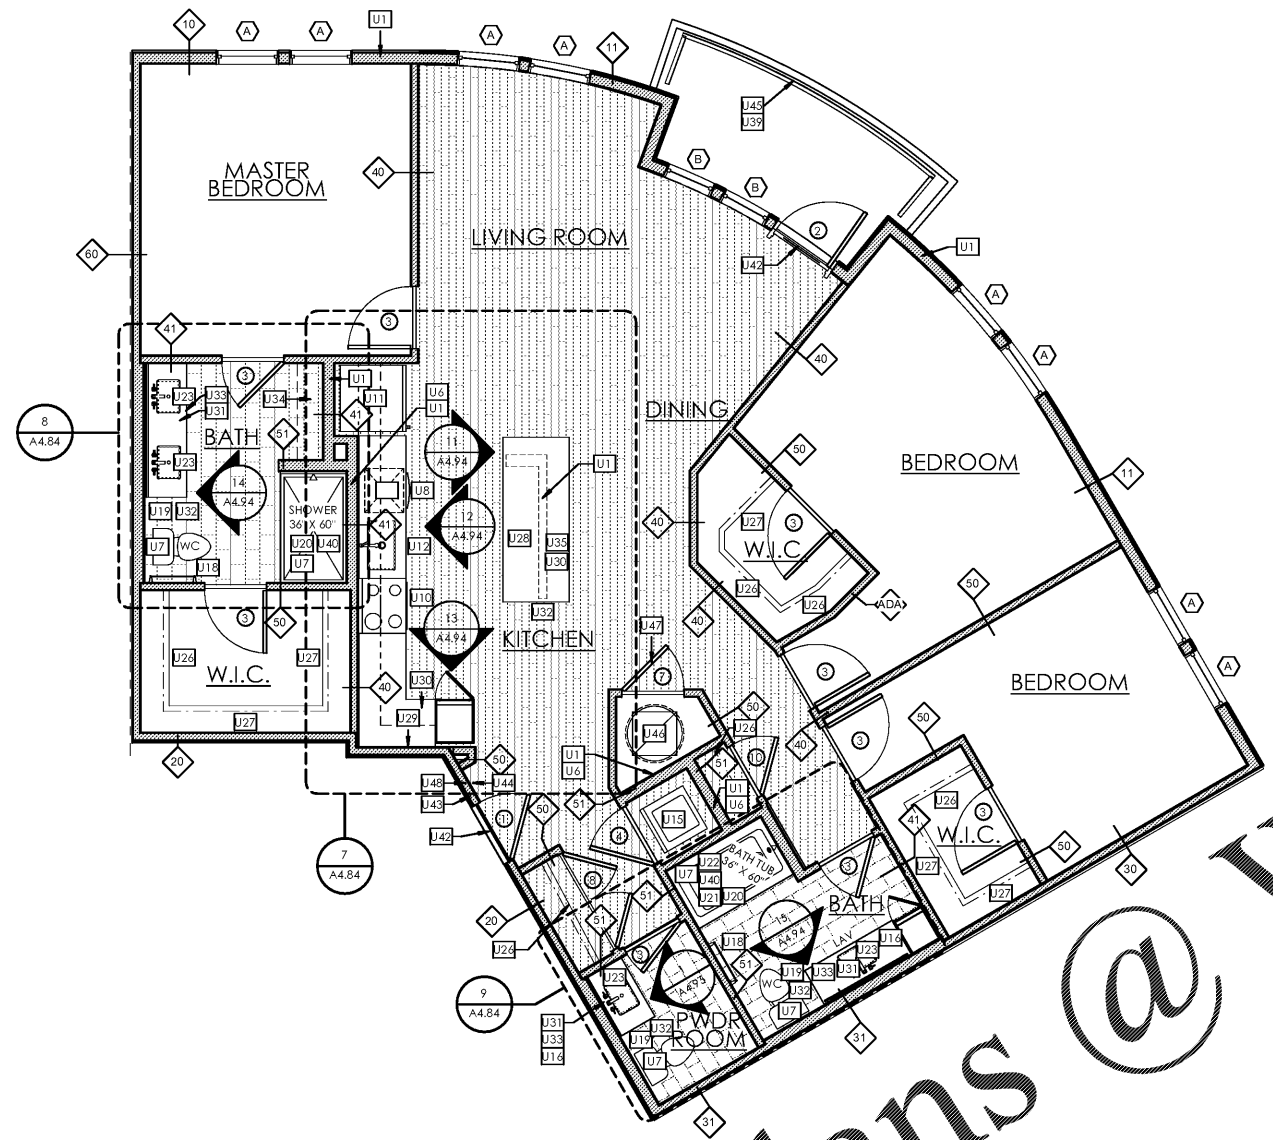 10
A
A
U1
A
A
11
U45
U39
B
B
2
U42
U1
A
A
MASTER
BEDROOM
40
60
LIVING ROOM
3
41
40
3
U1
U34
U11
U23
U33
U31
41
U6
U1
DINING
8
A4.84
BATH
51
11
A4.94
U1
BEDROOM
50
11
U23
14
A4.94
U8
U19
U32
SHOWER
36" X 60"
41
12
A4.94
40
U27
3
W.I.C.
U7
WC
U20
U40
U12
U28
U35
U30
U18
U7
U26
U26
ADA
50
A
U10
U32
3
50
13
A4.94
KITCHEN
40
U47
U26
W.I.C.
U27
U30
7
3
A
BEDROOM
40
U27
U29
50
U26
50
U46
40
3
20
50
U1
U6
51
10
U48
U44
U43
51
U1
U6
U26
U42
1
50
4
U15
41
3
W.I.C.
7
A4.84
BATH TUB
36" X 60"
U22
U7
U40
U21
U20
3
U27
50
30
8
51
U27
20
51
BATH
U26
U18
15
A4.94
LAV
U16
U23
3
51
U23
1
A4.95
U19
U33
U31
WC
U32
9
A4.84
U31
U33
U16
PWDR
ROOM
U32
U19
U7
U7
31
31
ons @